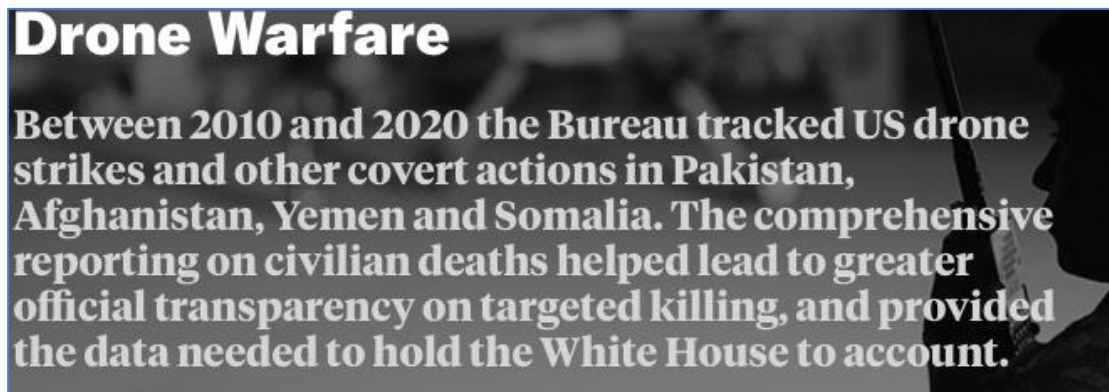 Drone Warfare
Between 2010 and 2020 the Bureau tracked US drone
strikes and other covert actions in Pakistan,
Afghanistan, Yemen and Somalia. The comprehensive
reporting on civilian deaths helped lead to greater
official transparency on targeted killing, and provided
the data needed to hold the White House to account.